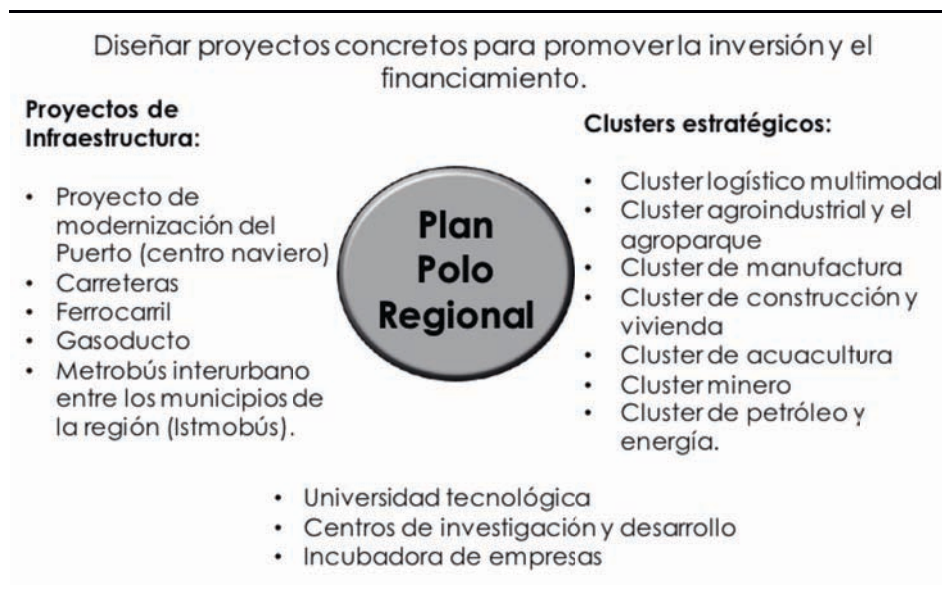 Diseñar proyectos concretos para promover la inversión y el
financiamiento.
Proyectos de
Infraestructura:
• Proyecto de
modernización del
Puerto (centro naviero)
• Carreteras
• Ferrocarril
• Gasoducto
• Metrobús interurbano
entre los municipios de
la región (Istmobús).
Plan
Polo
Regional
Clusters estratégicos:
• Cluster logístico multimodal
• Cluster agroindustrial y el
agroparque
• Cluster de manufactura
• Cluster de construcción y
vivienda
• Cluster de acuacultura
• Cluster minero
• Cluster de petróleo y
energía.
• Universidad tecnológica
• Centros de investigación y desarrollo
• Incubadora de empresas